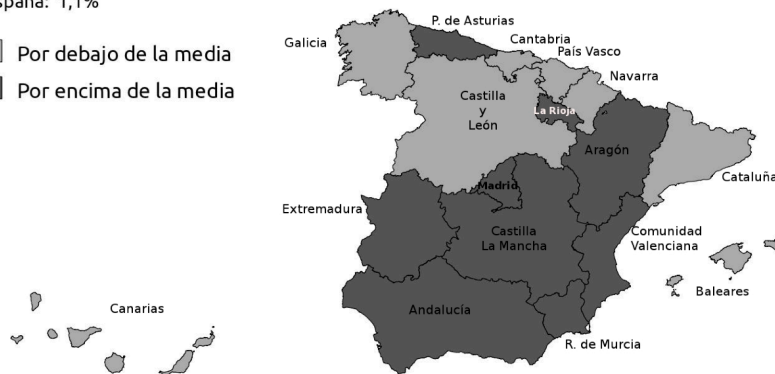 spaña: 1,1%
Por debajo de la media
Por encima de la media
P. de Asturias
Galicia
Cantabria
País Vasco
Navarra
Castilla
y
León
La Rioja
Aragón
Cataluña
Madrid
Extremadura
Castilla
La Mancha
Comunidad
Valenciana
Baleares
Canarias
Andalucía
R. de Murcia